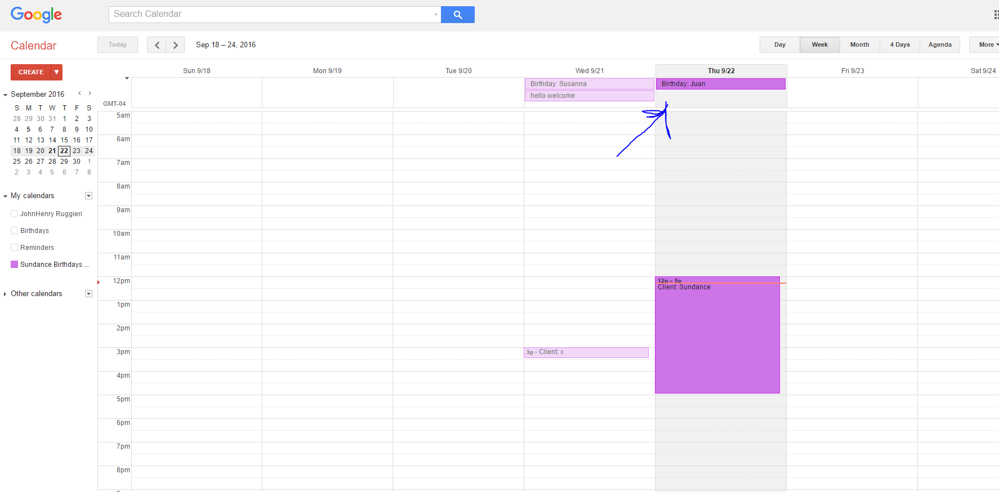 Google
Search Calendar
Calendar
Today
Sep 18 – 24, 2016
Day
Week
Month
4 Days
Agenda
More
CREATE
September 2016
S M T W T F S
28 29 30 31 1 2 3
4 5 6 7 8 9 10
11 12 13 14 15 16 17
18 19 20 21 22 23 24
25 26 27 28 29 30 1
2 3 4 5 6 7 8
My calendars
JohnHenry Ruggieri
Birthdays
Reminders
Sundance Birthdays ...
Other calendars
Sun 9/18
Mon 9/19
Tue 9/20
Wed 9/21
Thu 9/22
Fri 9/23
Sat 9/24
GMT-04
Birthday: Susanna
Birthday: Juan
hello welcome
5am
6am
7am
8am
9am
10am
11am
12pm
12p – 5p
Client: Sundance
1pm
2pm
3pm
3p - Client: x
4pm
5pm
6pm
7pm
8pm